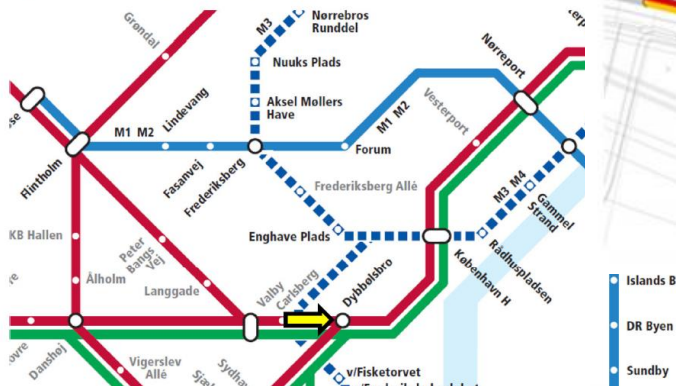 Grøndal
M3
Nørrebros
Runddel
Nuuks Plads
Aksel Møllers
Have
M1 M2
Lindevang
Fasanvej
Frederiksberg
Forum
M1 M2
Vesterport
Nørreport
Flintholm
Frederiksberg Allé
M3 M4
Gammel
Strand
Rådhuspladsen
København H
Enghave Plads
KB Hallen
Peter
Bangs
Vej
Ålholm
Langgade
Valby
Carlsberg
Dybbølsbro
Danshøj
Vigerslev
Allé
v/Fisketorvet
DR Byen
Sundby